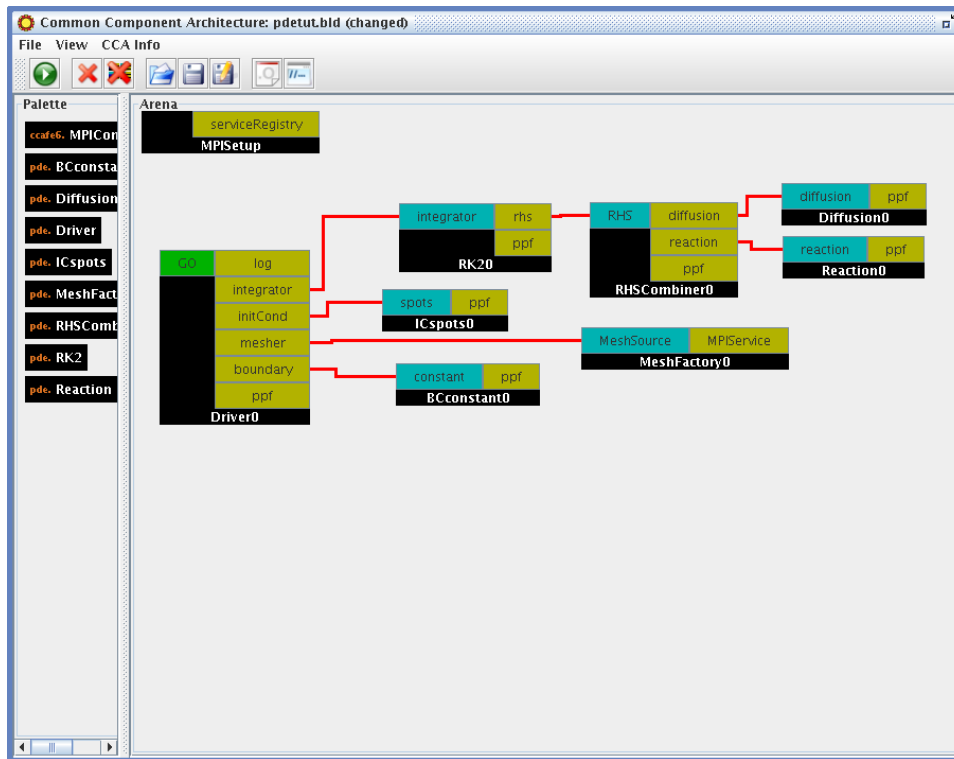 Common Component Architecture: pdetut.bld (changed)
File View CCA Info
Palette
ccafe6. MPICon
pde. BCconsta
pde. Diffusion
pde. Driver
pde. ICspots
pde. MeshFact
pde. RHSComb
pde. RK2
pde. Reaction
Arena
serviceRegistry
MPISetup
GO log
integrator
initCond
mesher
boundary
ppf
Driver0
integrator rhs
ppf
RK20
spots ppf
ICspots0
constant ppf
BCconstant0
RHS diffusion
reaction
ppf
RHSCombiner0
MeshSource MPIService
MeshFactory0
diffusion ppf
Diffusion0
reaction ppf
Reaction0